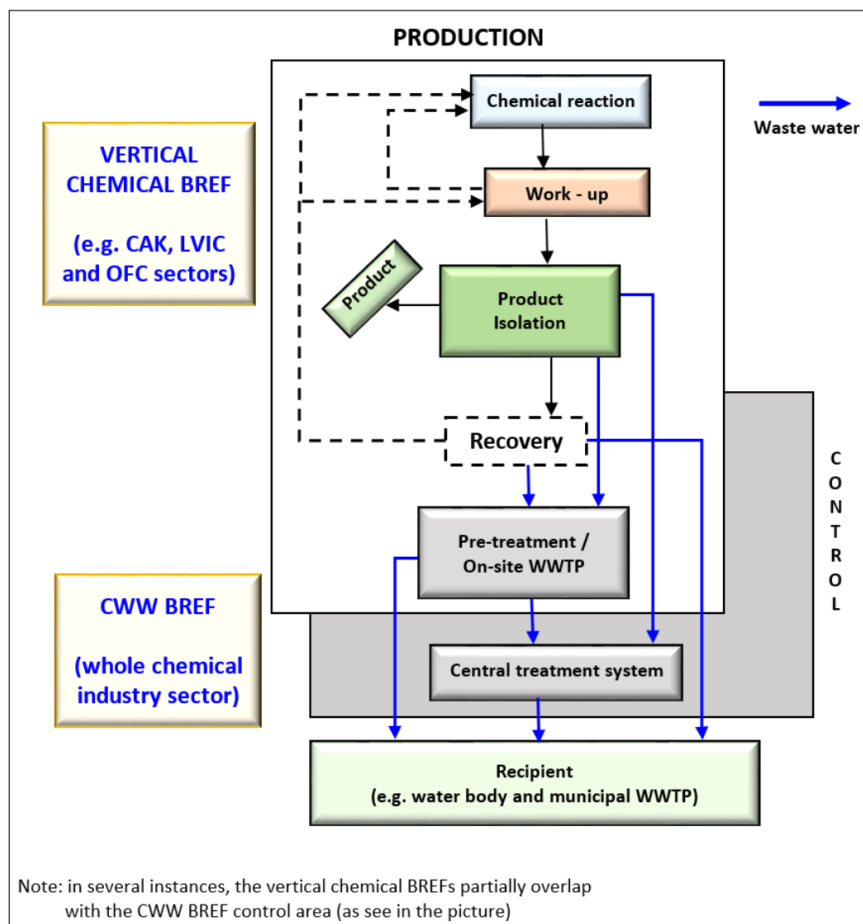 PRODUCTION
Chemical reaction
Waste water
VERTICAL
CHEMICAL BREF
(e.g. CAK, LVIC
and OFC sectors)
Work - up
Product
Product
Isolation
Recovery
CONTROL
Pre-treatment /
On-site WWTP
CWW BREF
(whole chemical
industry sector)
Central treatment system
Recipient
(e.g. water body and municipal WWTP)
Note: in several instances, the vertical chemical BREFs partially overlap
with the CWW BREF control area (as see in the picture)